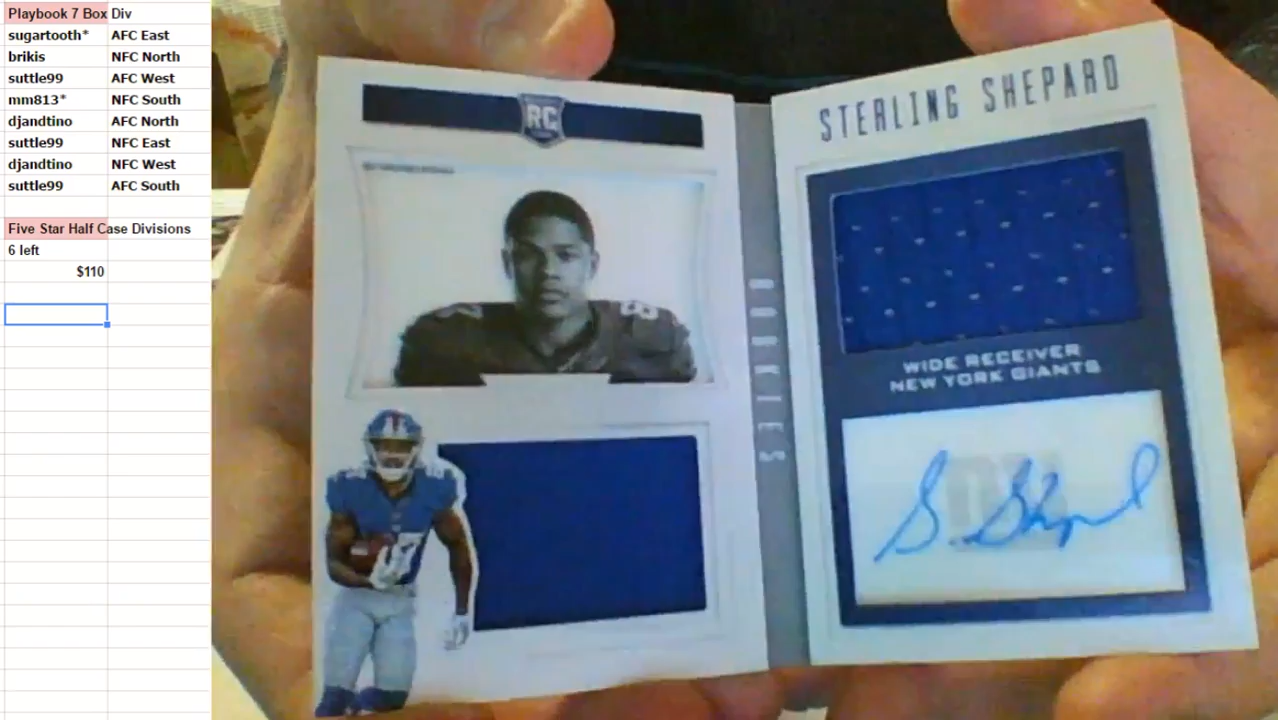 Playbook 7 Box Div
sugartooth* AFC East
brikis NFC North
suttle99 AFC West
mm813* NFC South
djandtino AFC North
suttle99 NFC East
djandtino NFC West
suttle99 AFC South
Five Star Half Case Divisions
6 left
$110
RC
STERLING SHEPARD
ROOKIES
WIDE RECEIVER
NEW YORK GIANTS
S. Shepard